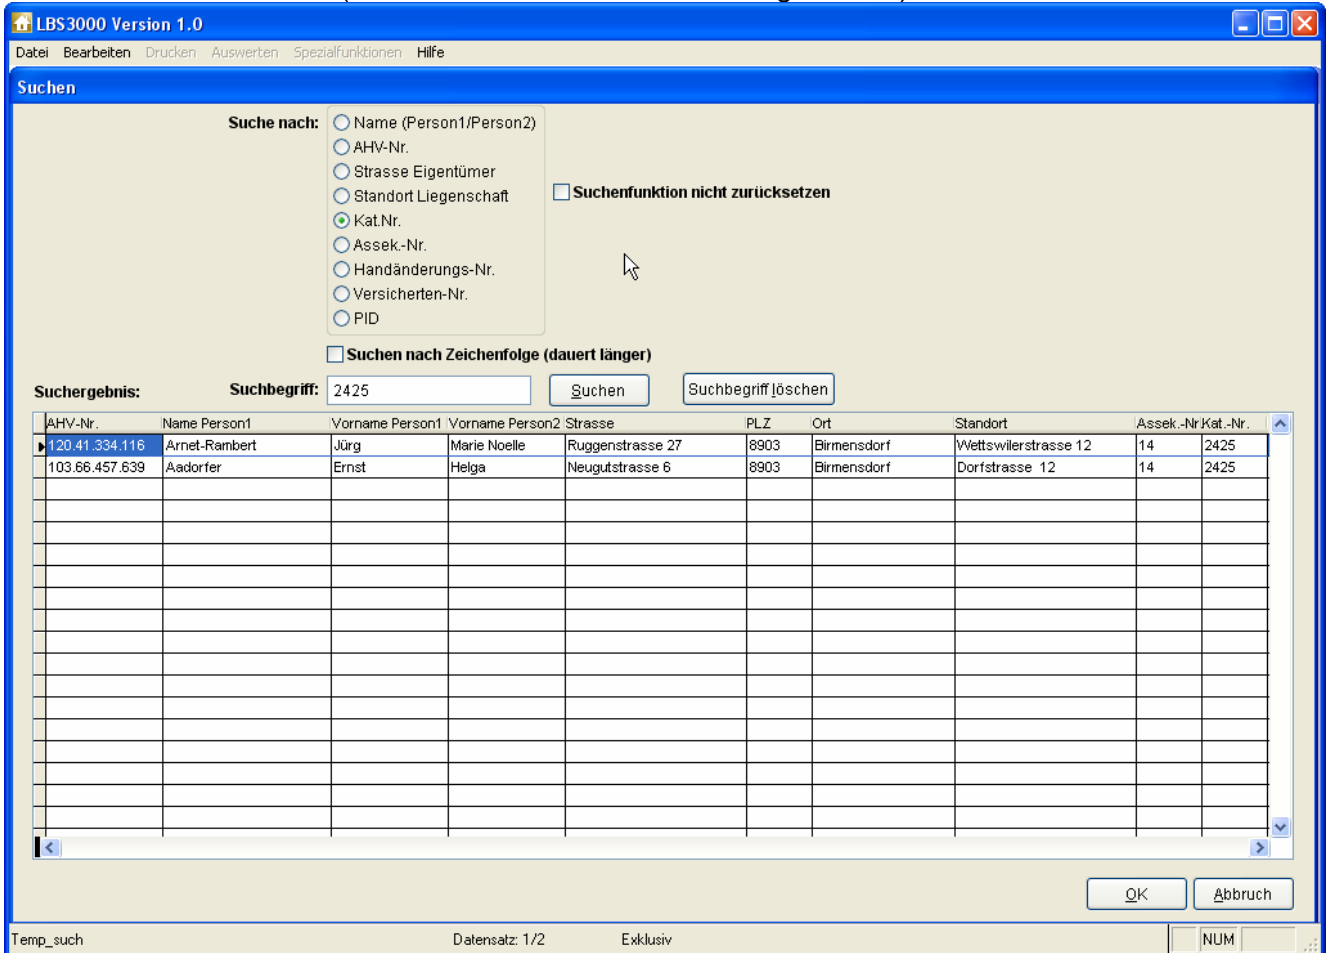 LBS3000 Version 1.0
Datei Bearbeiten Drucken Auswerten Spezialfunktionen Hilfe
Suchen
Suche nach:
Name (Person1/Person2)
AHV-Nr.
Strasse Eigentümer
Standort Liegenschaft
Kat.Nr.
Assek.-Nr.
Handänderungs-Nr.
Versicherten-Nr.
PID
Suchenfunktion nicht zurücksetzen
Suchen nach Zeichenfolge (dauert länger)
Suchergebnis: Suchbegriff: 2425 Suchen Suchbegriff löschen
AHV-Nr. Name Person1 Vorname Person1 Vorname Person2 Strasse PLZ Ort Standort Assek.-Nr Kat.-Nr.
120.41.334.116 Arnet-Rambert Jürg Marie Noelle Ruggenstrasse 27 8903 Birmensdorf Wettswilerstrasse 12 14 2425
103.66.457.639 Aadorfer Ernst Helga Neugutstrasse 6 8903 Birmensdorf Dorfstrasse 12 14 2425
OK Abbruch
Temp_such Datensatz: 1/2 Exklusiv NUM